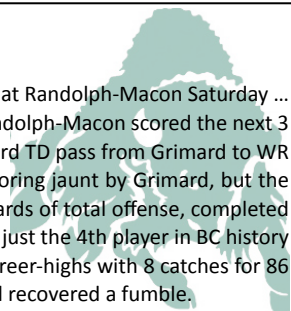 at Randolph-Macon Saturday ...
ndolph-Macon scored the next 3
rd TD pass from Grimard to WR
oring jaunt by Grimard, but the
ards of total offense, completed
just the 4th player in BC history
reer-highs with 8 catches for 86
d recovered a fumble.